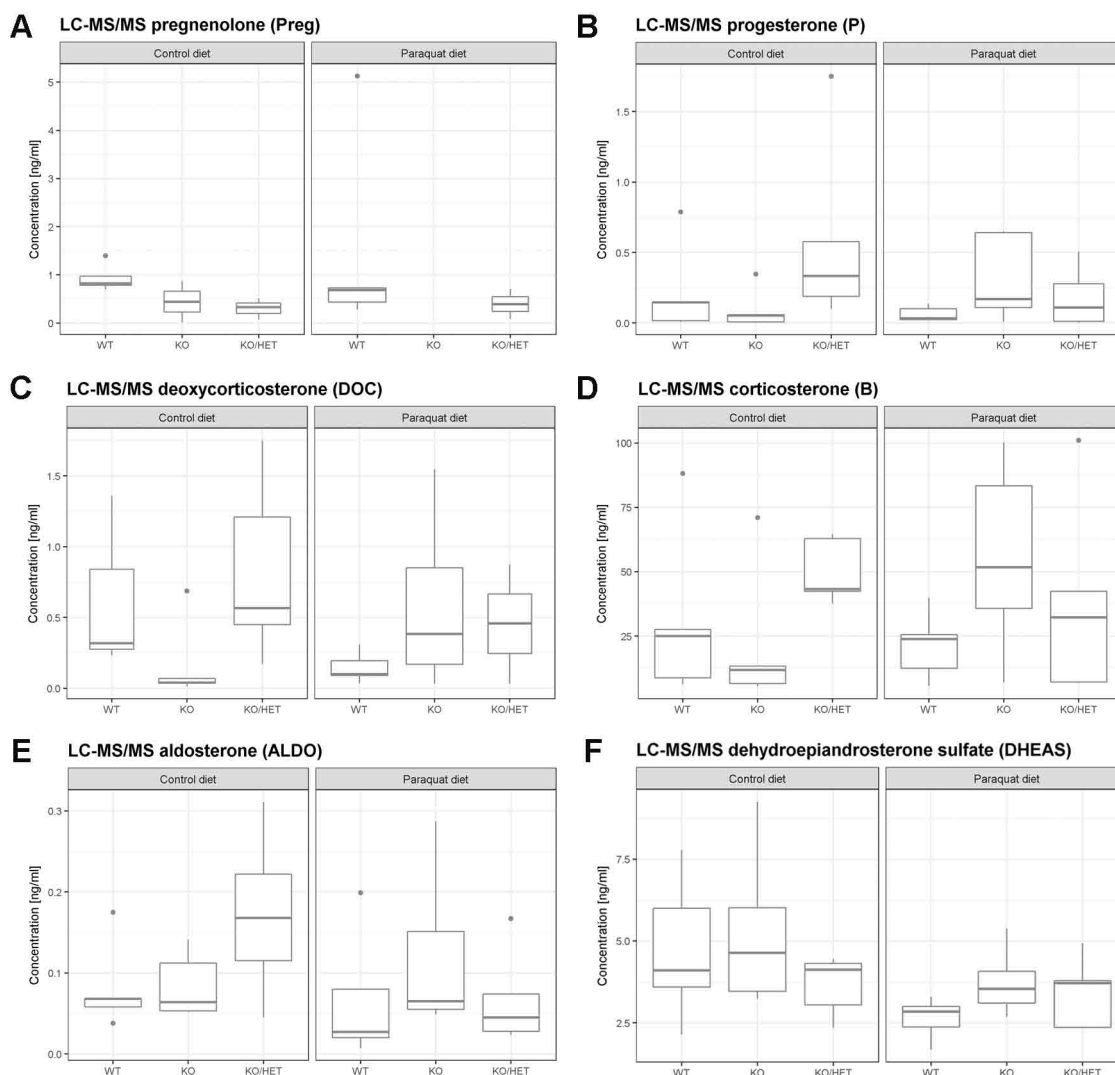 A
LC-MS/MS pregnenolone (Preg)
Control diet
Paraquat diet
Concentration [ng/ml]
5
4
3
2
1
0
WT
KO
KO/HET
WT
KO
KO/HET
B
LC-MS/MS progesterone (P)
Control diet
Paraquat diet
Concentration [ng/ml]
1.5
1.0
0.5
0.0
WT
KO
KO/HET
WT
KO
KO/HET
C
LC-MS/MS deoxycorticosterone (DOC)
Control diet
Paraquat diet
Concentration [ng/ml]
1.5
1.0
0.5
0.0
WT
KO
KO/HET
WT
KO
KO/HET
D
LC-MS/MS corticosterone (B)
Control diet
Paraquat diet
Concentration [ng/ml]
100
75
50
25
WT
KO
KO/HET
WT
KO
KO/HET
E
LC-MS/MS aldosterone (ALDO)
Control diet
Paraquat diet
Concentration [ng/ml]
0.3
0.2
0.1
0.0
WT
KO
KO/HET
WT
KO
KO/HET
F
LC-MS/MS dehydroepiandrosterone sulfate (DHEAS)
Control diet
Paraquat diet
Concentration [ng/ml]
7.5
5.0
2.5
WT
KO
KO/HET
WT
KO
KO/HET